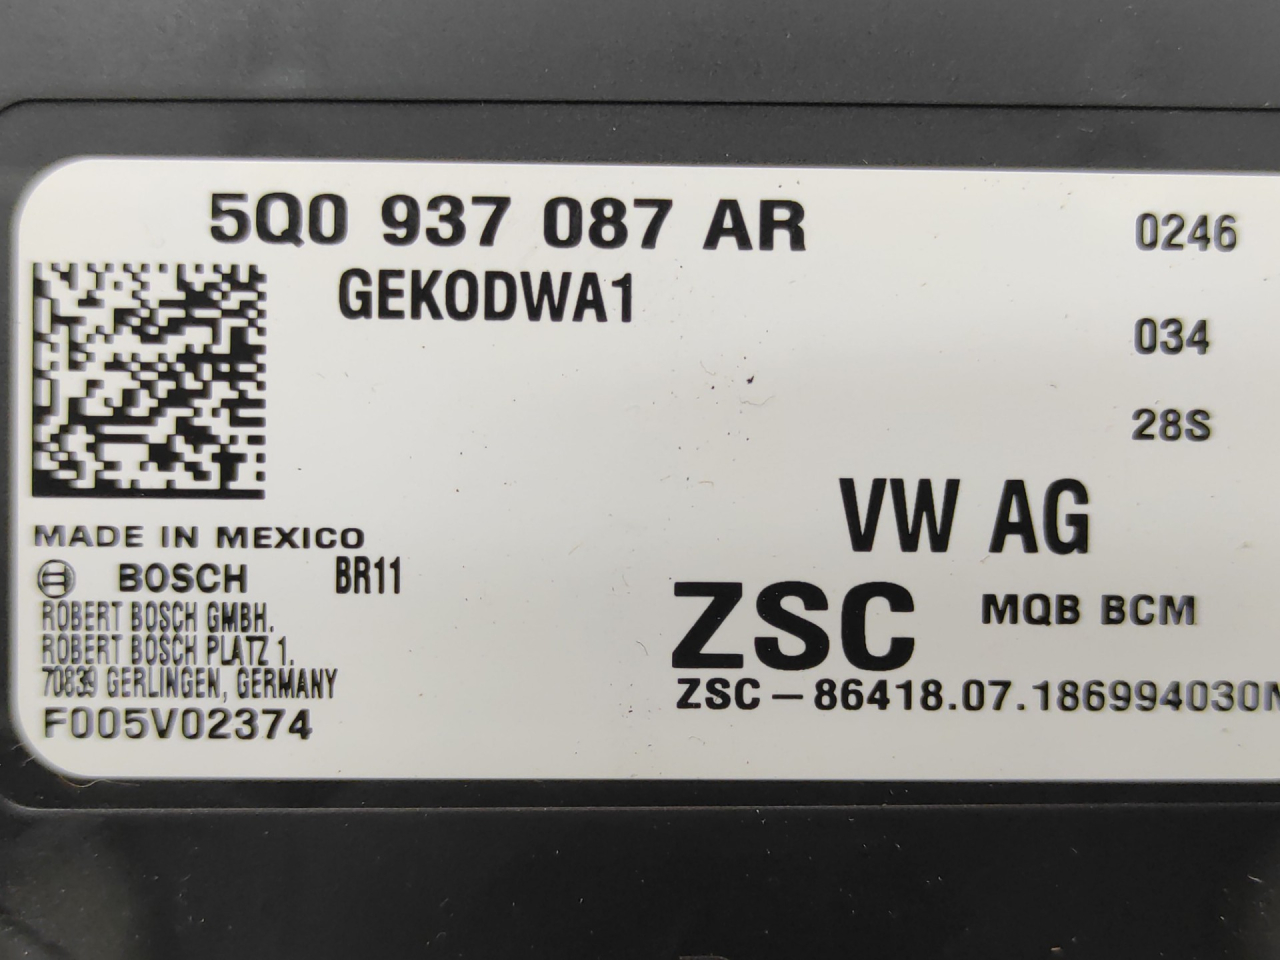 5Q0 937 087 AR
0246
GEKODWA1
034
28S
VW AG
MADE IN MEXICO
BOSCH BR11
ZSC MQB BCM
ROBERT BOSCH GMBH.
ROBERT BOSCH PLATZ 1.
70839 GERLINGEN, GERMANY
ZSC-86418.07.186994030
F005V02374